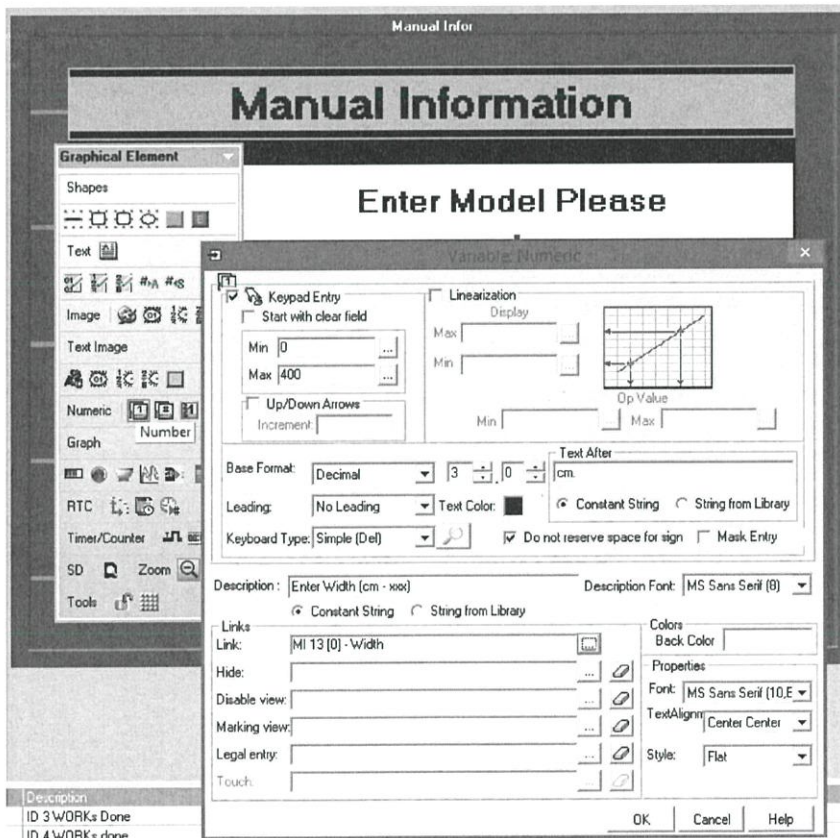 Manual Infor
Manual Information
Graphical Element
Shapes
Enter Model Please
Text
Variable: Numeric
Image
Text Image
Numeric
Number
Graph
RTC
Timer/Counter
SD
Zoom
Tools
Keypad Entry
Start with clear field
Min 0 ...
Max 400 ...
Up/Down Arrows
Increment:
Linearization
Display
Max
Min
Op Value
Min
Max
Base Format: Decimal 3 . 0
Text After
cm.
Leading: No Leading Text Color:
Constant String String from Library
Keyboard Type: Simple (Del)
Do not reserve space for sign Mask Entry
Description: Enter Width (cm - xxx) Description Font: MS Sans Serif (8)
Constant String String from Library
Links
Link: MI 13 [0] - Width ...
Hide: ...
Disable view: ...
Marking view: ...
Legal entry: ...
Touch: ...
Colors
Back Color
Properties
Font: MS Sans Serif (10,E
TextAlignm Center Center
Style: Flat
OK Cancel Help
Description
ID 3 WORKs Done
ID 4 WORKs done